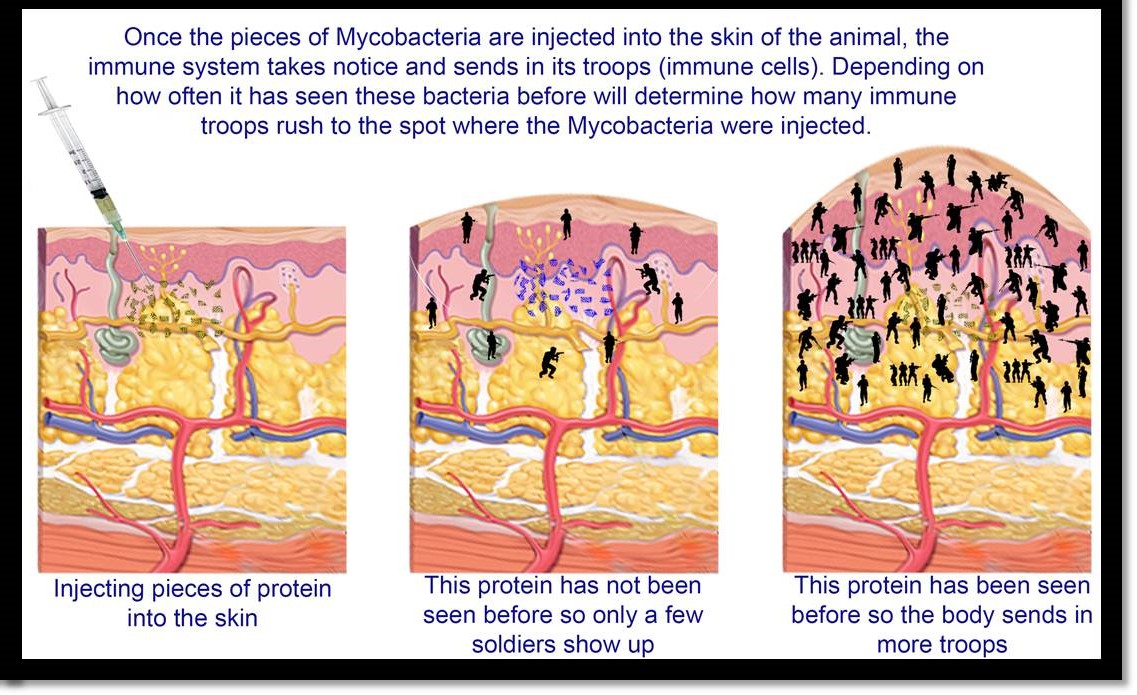 Once the pieces of Mycobacteria are injected into the skin of the animal, the
immune system takes notice and sends in its troops (immune cells). Depending on
how often it has seen these bacteria before will determine how many immune
troops rush to the spot where the Mycobacteria were injected.
Injecting pieces of protein
into the skin
This protein has not been
seen before so only a few
soldiers show up
This protein has been seen
before so the body sends in
more troops